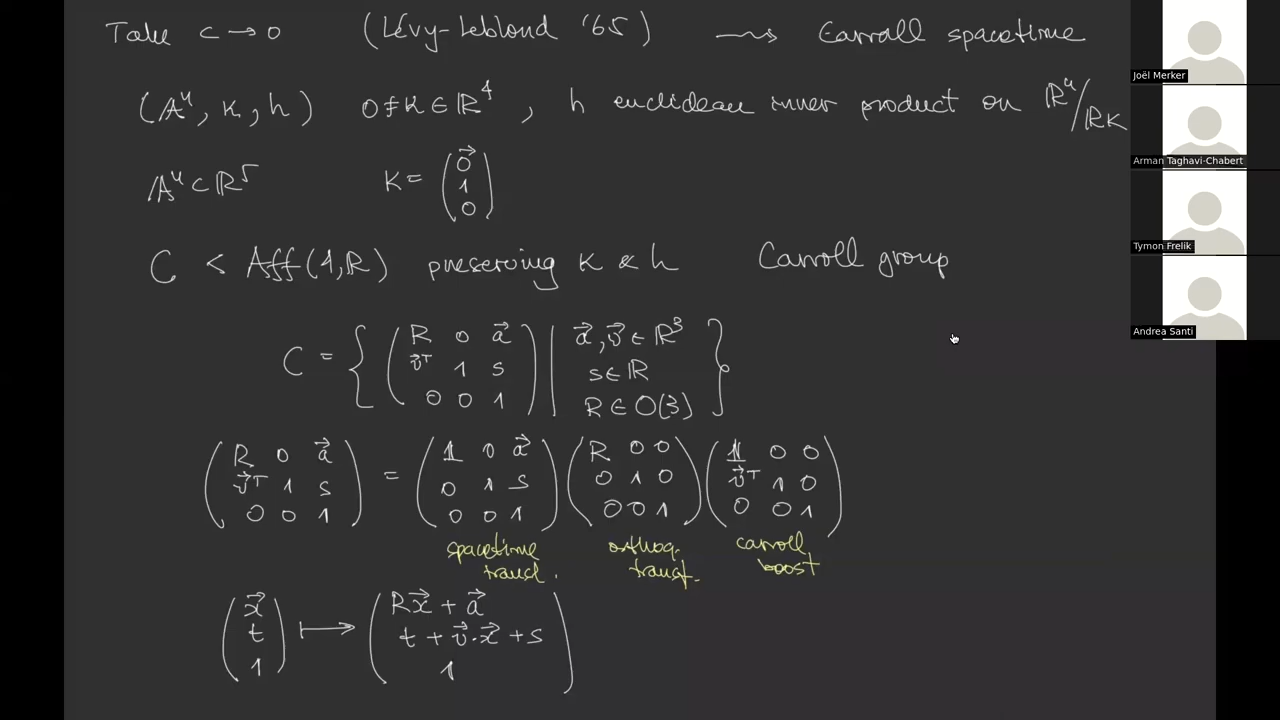 Take c → 0 (Lévy-Leblond '65) ⇝ Carroll spacetime
(𝔸⁴, κ, h) 0 ≠ κ ∈ ℝ⁴, h euclidean inner product on ℝ⁴/ℝκ
𝔸⁴ ⊂ ℝ⁵ κ = (0⃗ ; 1 ; 0)
C < Aff(4,ℝ) preserving κ & h Carroll group
C = { ( R 0 a⃗ ; v⃗ᵀ 1 s ; 0 0 1 ) | a⃗, v⃗ ∈ ℝ³ ; s ∈ ℝ ; R ∈ O(3) }
( R 0 a⃗ ; v⃗ᵀ 1 s ; 0 0 1 ) = ( 𝟙 0 a⃗ ; 0 1 s ; 0 0 1 ) ( R 0 0 ; 0 1 0 ; 0 0 1 ) ( 𝟙 0 0 ; v⃗ᵀ 1 0 ; 0 0 1 )
spacetime transl. orthog. transf. carroll boost
( x⃗ ; t ; 1 ) ↦ ( Rx⃗ + a⃗ ; t + v⃗·x⃗ + s ; 1 )
Joël Merker
Arman Taghavi-Chabert
Tymon Frelik
Andrea Santi